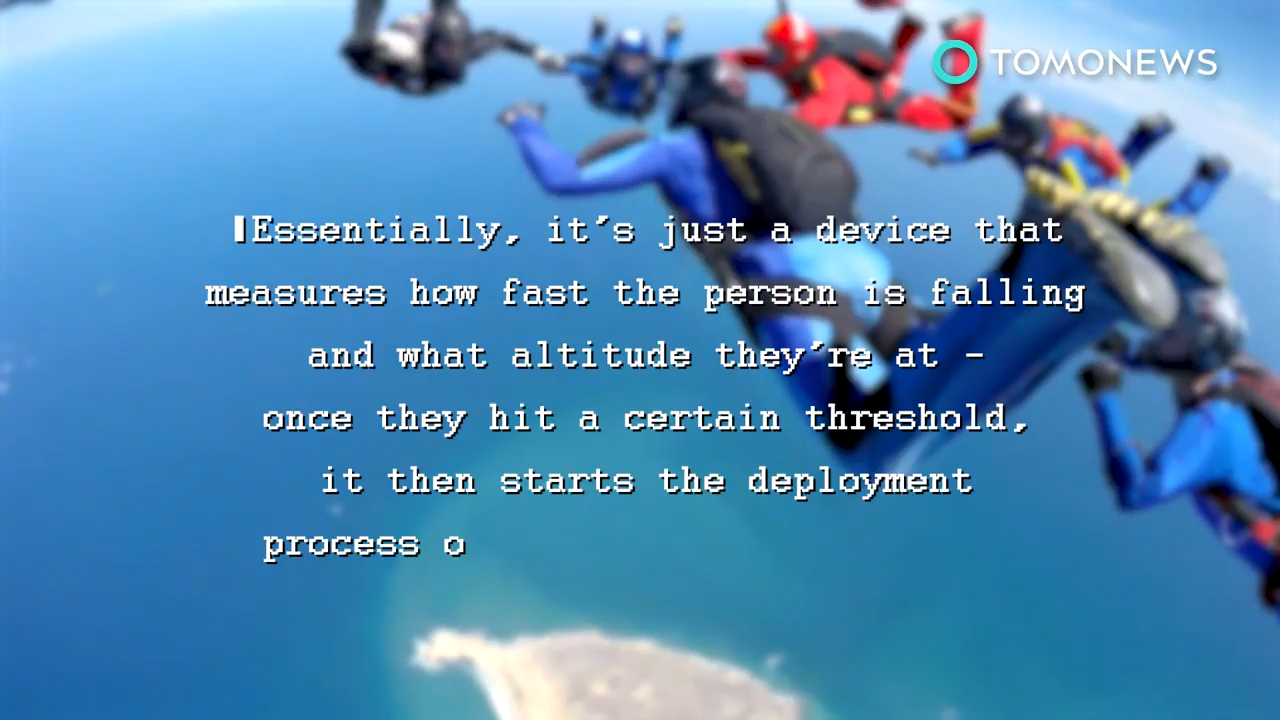 TOMONEWS
"Essentially, it's just a device that
measures how fast the person is falling
and what altitude they're at -
once they hit a certain threshold,
it then starts the deployment
process o